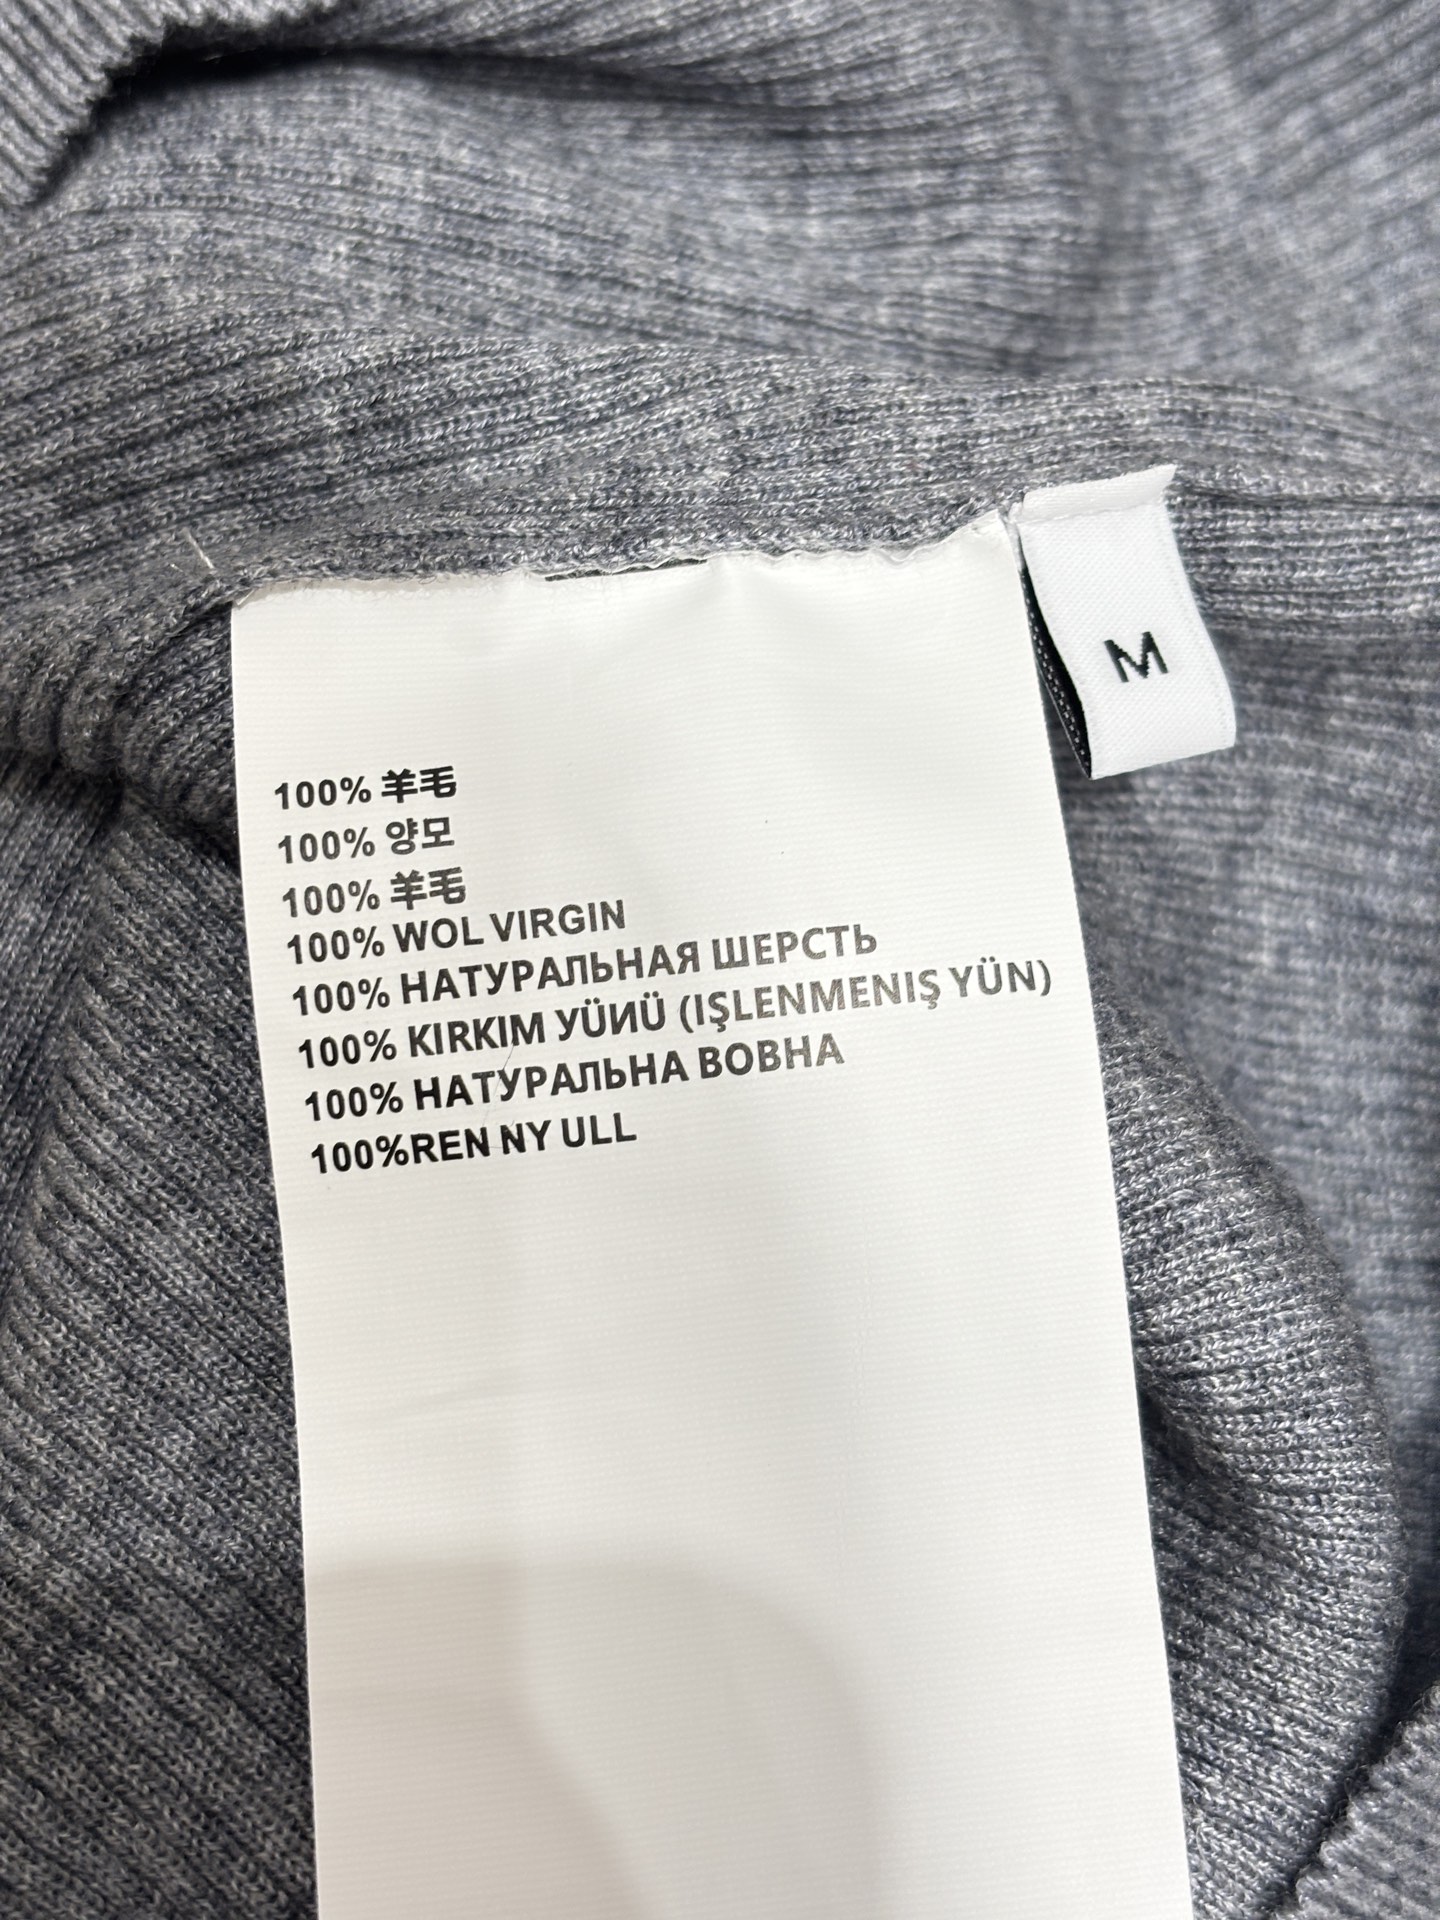 M
100% 羊毛
100% 양모
100% 羊毛
100% WOL VIRGIN
100% НАТУРАЛЬНАЯ ШЕРСТЬ
100% KIRKIM УÜИÜ (IŞLENMENIŞ YÜN)
100% НАТУРАЛЬНА ВОВНА
100%REN NY ULL